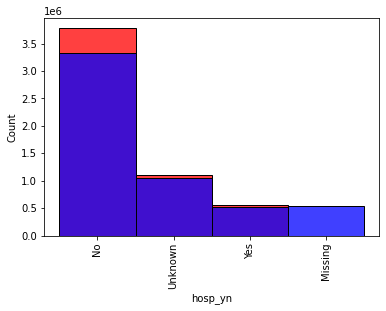 1e6
3.5
3.0
2.5
2.0
1.5
1.0
0.5
0.0
Count
No
Unknown
Yes
Missing
hosp_yn